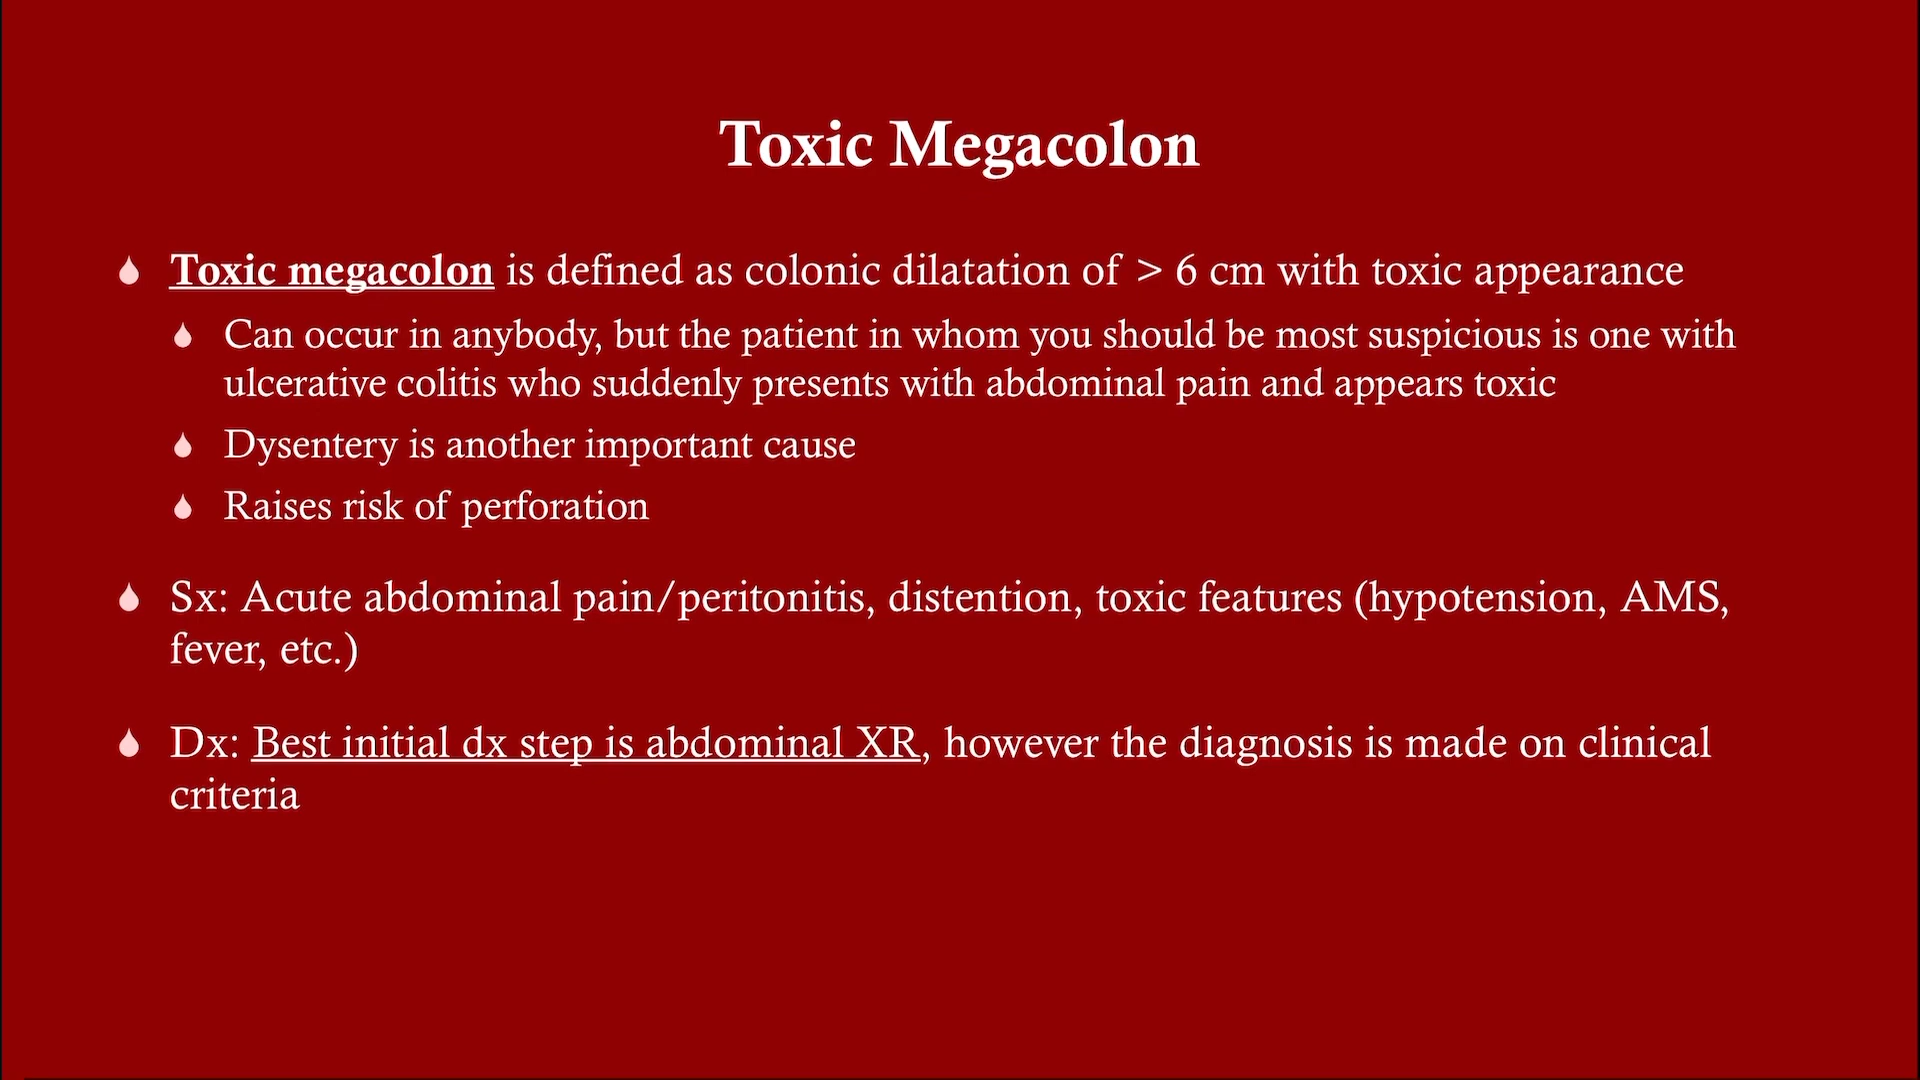 Toxic Megacolon
Toxic megacolon is defined as colonic dilatation of > 6 cm with toxic appearance
Can occur in anybody, but the patient in whom you should be most suspicious is one with
ulcerative colitis who suddenly presents with abdominal pain and appears toxic
Dysentery is another important cause
Raises risk of perforation
Sx: Acute abdominal pain/peritonitis, distention, toxic features (hypotension, AMS,
fever, etc.)
Dx: Best initial dx step is abdominal XR, however the diagnosis is made on clinical
criteria